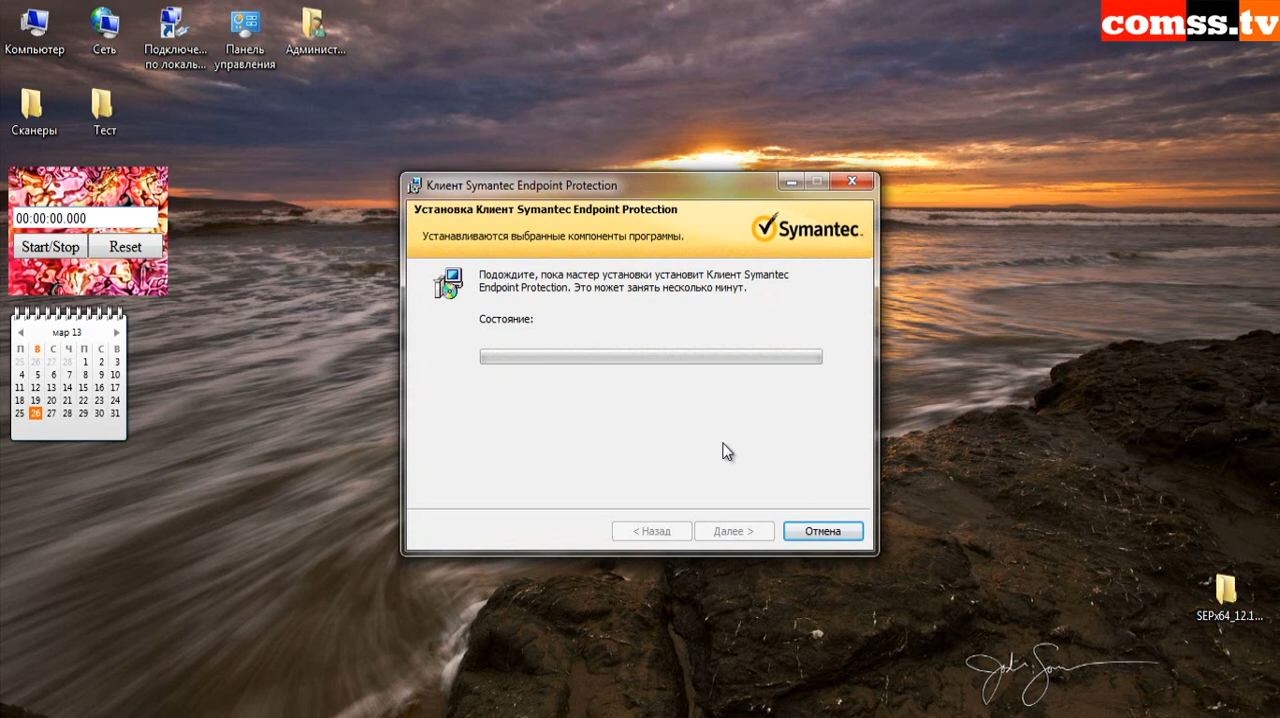 comss.tv
Компьютер
Сеть
Подключе...
по локаль...
Панель
управления
Админист...
Сканеры
Тест
00:00:00.000
Start/Stop
Reset
мар 13
П В С Ч П С В
25 26 27 28 1 2 3
4 5 6 7 8 9 10
11 12 13 14 15 16 17
18 19 20 21 22 23 24
25 26 27 28 29 30 31
Клиент Symantec Endpoint Protection
Установка Клиент Symantec Endpoint Protection
Устанавливаются выбранные компоненты программы.
Symantec.
Подождите, пока мастер установки установит Клиент Symantec
Endpoint Protection. Это может занять несколько минут.
Состояние:
< Назад
Далее >
Отмена
SEPx64_12.1...